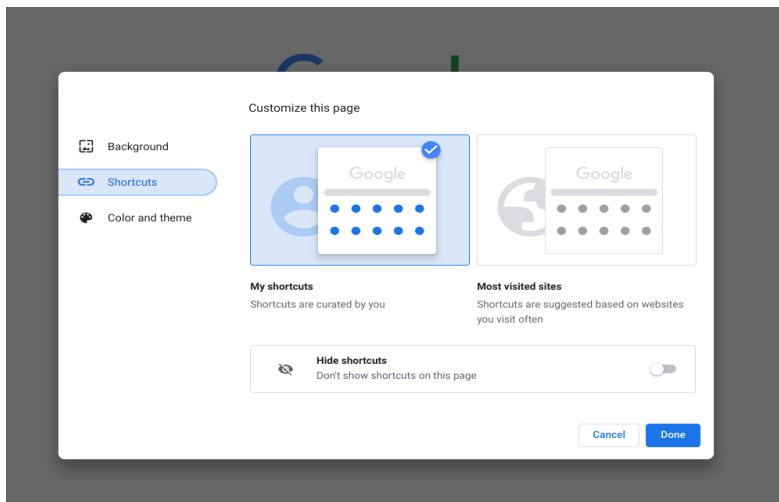 Customize this page
Background
Shortcuts
Color and theme
Google
Google
My shortcuts
Shortcuts are curated by you
Most visited sites
Shortcuts are suggested based on websites
you visit often
Hide shortcuts
Don't show shortcuts on this page
Cancel
Done